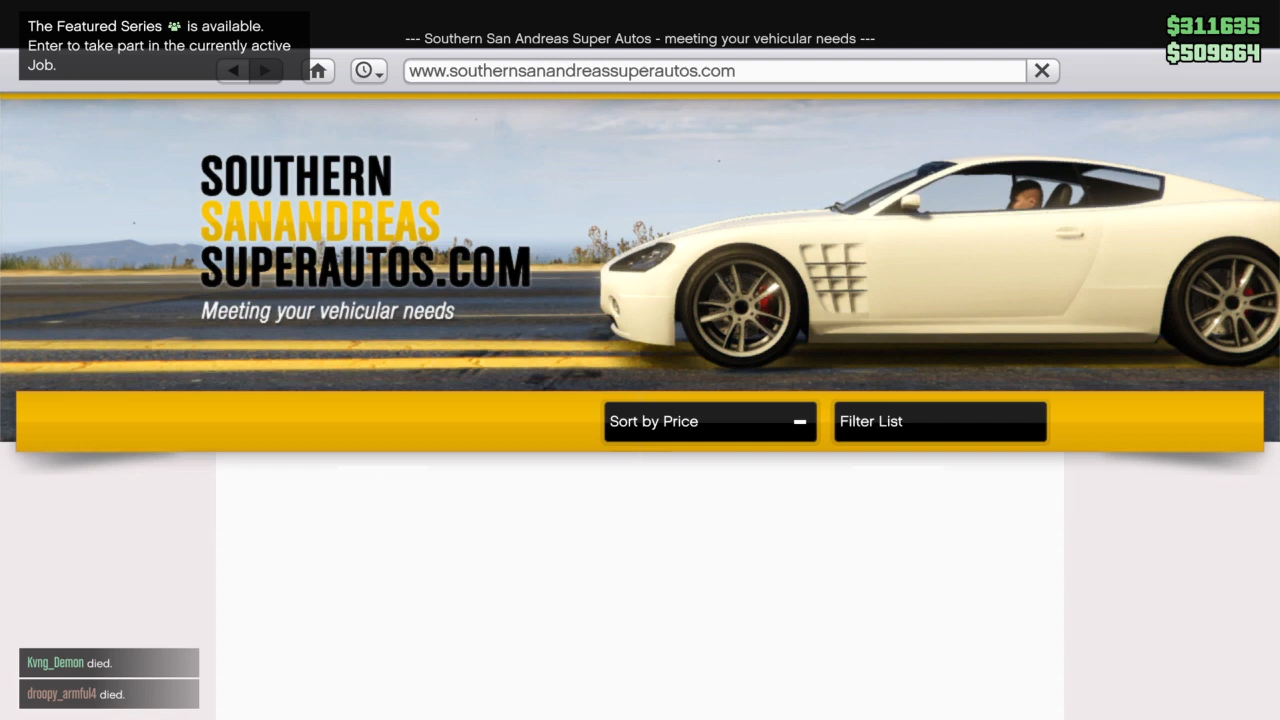 The Featured Series is available.
Enter to take part in the currently active
Job.
--- Southern San Andreas Super Autos - meeting your vehicular needs ---
$311635
$509664
www.southernsanandreassuperautos.com
SOUTHERN
SANANDREAS
SUPERAUTOS.COM
Meeting your vehicular needs
Sort by Price
Filter List
Kvng_Demon died.
droopy_armful4 died.